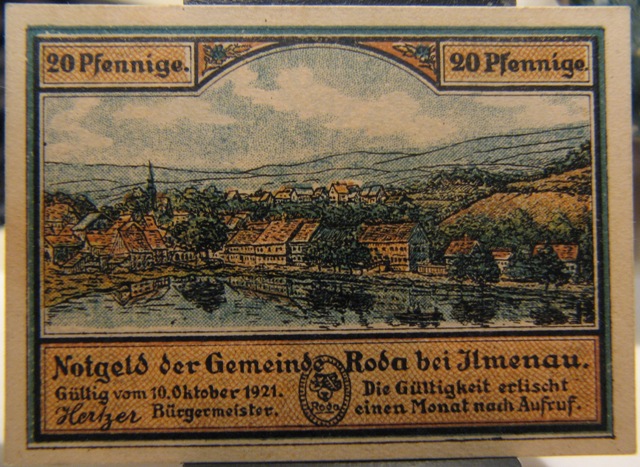 20 Pfennige. 20 Pfennige.
Notgeld der Gemeinde Roda bei Ilmenau.
Gültig vom 10. Oktober 1921.
Hertzer Bürgermeister.
Roda
Die Gültigkeit erlischt
einen Monat nach Aufruf.